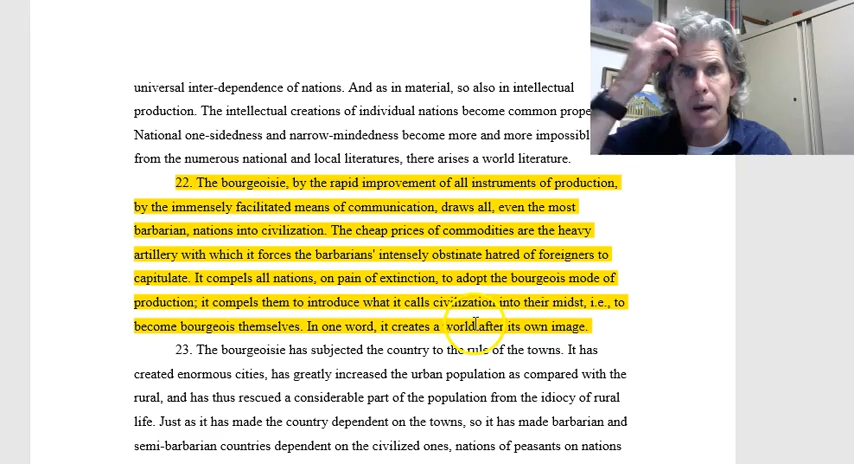 universal inter-dependence of nations. And as in material, so also in intellectual
production. The intellectual creations of individual nations become common
National one-sidedness and narrow-mindedness become more and more
from the numerous national and local literatures, there arises a world literature.
22. The bourgeoisie, by the rapid improvement of all instruments of production,
by the immensely facilitated means of communication, draws all, even the most
barbarian, nations into civilization. The cheap prices of commodities are the heavy
artillery with which it forces the barbarians' intensely obstinate hatred of foreigners to
capitulate. It compels all nations, on pain of extinction, to adopt the bourgeois mode of
production; it compels them to introduce what it calls civilization into their midst, i.e., to
become bourgeois themselves. In one word, it creates a world after its own image.
23. The bourgeoisie has subjected the country to the rule of the towns. It has
created enormous cities, has greatly increased the urban population as compared with the
rural, and has thus rescued a considerable part of the population from the idiocy of rural
life. Just as it has made the country dependent on the towns, so it has made barbarian and
semi-barbarian countries dependent on the civilized ones, nations of peasants on nations